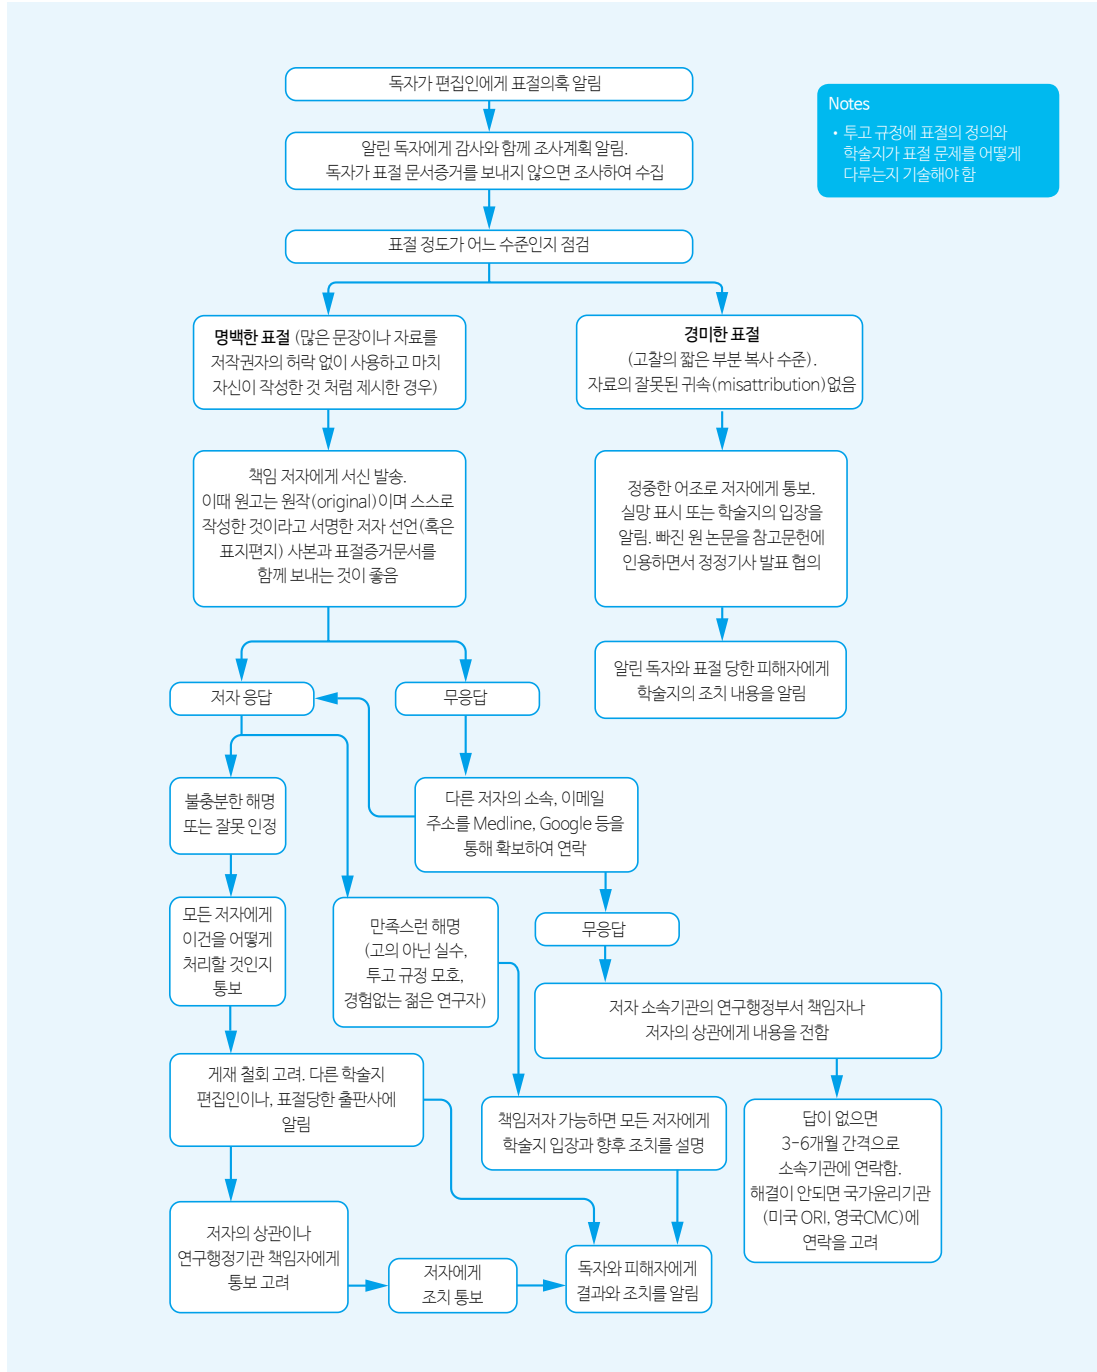 독자가 편집인에게 표절의혹 알림
Notes
• 투고 규정에 표절의 정의와
학술지가 표절 문제를 어떻게
다루는지 기술해야 함
알린 독자에게 감사와 함께 조사계획 알림.
독자가 표절 문서증거를 보내지 않으면 조사하여 수집
표절 정도가 어느 수준인지 점검
명백한 표절 (많은 문장이나 자료를
저작권자의 허락 없이 사용하고 마치
자신이 작성한 것 처럼 제시한 경우)
경미한 표절
(고찰의 짧은 부분 복사 수준).
자료의 잘못된 귀속(misattribution)없음
책임 저자에게 서신 발송.
이때 원고는 원작(original)이며 스스로
작성한 것이라고 서명한 저자 선언(혹은
표지편지) 사본과 표절증거문서를
함께 보내는 것이 좋음
정중한 어조로 저자에게 통보.
실망 표시 또는 학술지의 입장을
알림. 빠진 원 논문을 참고문헌에
인용하면서 정정기사 발표 협의
알린 독자와 표절 당한 피해자에게
학술지의 조치 내용을 알림
저자 응답
무응답
불충분한 해명
또는 잘못 인정
다른 저자의 소속, 이메일
주소를 Medline, Google 등을
통해 확보하여 연락
모든 저자에게
이건을 어떻게
처리할 것인지
통보
만족스런 해명
(고의 아닌 실수,
투고 규정 모호,
경험없는 젊은 연구자)
무응답
저자 소속기관의 연구행정부서 책임자나
저자의 상관에게 내용을 전함
게재 철회 고려. 다른 학술지
편집인이나, 표절당한 출판사에
알림
책임저자 가능하면 모든 저자에게
학술지 입장과 향후 조치를 설명
답이 없으면
3-6개월 간격으로
소속기관에 연락함.
해결이 안되면 국가윤리기관
(미국 ORI, 영국CMC)에
연락을 고려
저자의 상관이나
연구행정기관 책임자에게
통보 고려
저자에게
조치 통보
독자와 피해자에게
결과와 조치를 알림